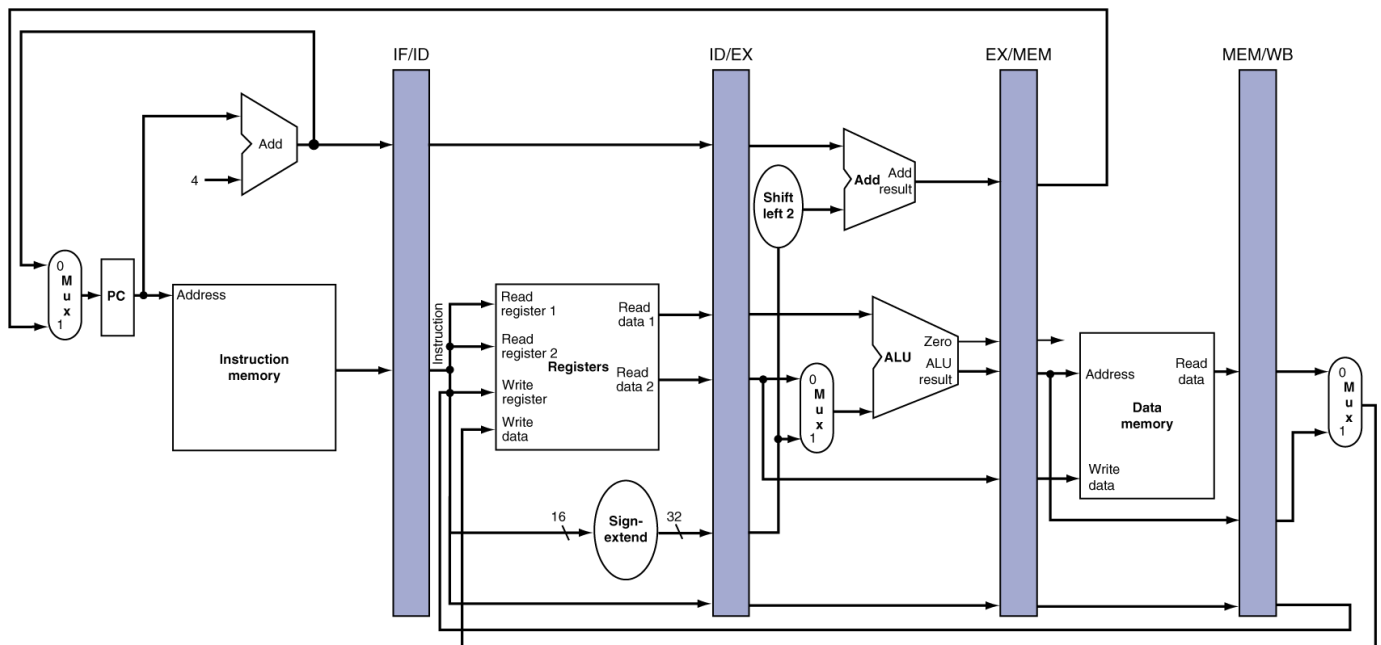 IF/ID
ID/EX
EX/MEM
MEM/WB
Add
4
Add
Add
result
Shift
left 2
0
M
u
x
1
PC
Address
Instruction
memory
Instruction
Read
register 1
Read
register 2
Write
register
Write
data
Registers
Read
data 1
Read
data 2
16
Sign-
extend
32
0
M
u
x
1
Zero
ALU
ALU
result
Address
Read
data
Data
memory
Write
data
0
M
u
x
1